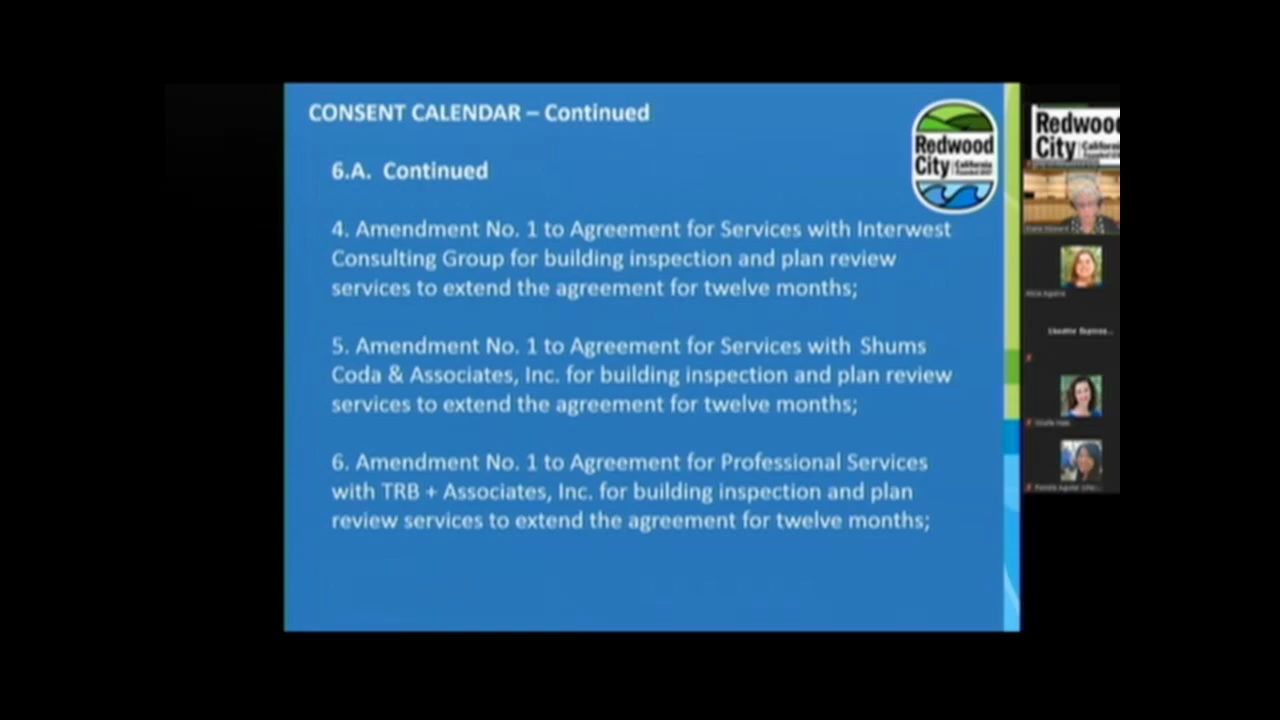 CONSENT CALENDAR – Continued
6.A. Continued
4. Amendment No. 1 to Agreement for Services with Interwest
Consulting Group for building inspection and plan review
services to extend the agreement for twelve months;
5. Amendment No. 1 to Agreement for Services with Shums
Coda & Associates, Inc. for building inspection and plan review
services to extend the agreement for twelve months;
6. Amendment No. 1 to Agreement for Professional Services
with TRB + Associates, Inc. for building inspection and plan
review services to extend the agreement for twelve months;
Redwood
City
California
Redwood
City
California